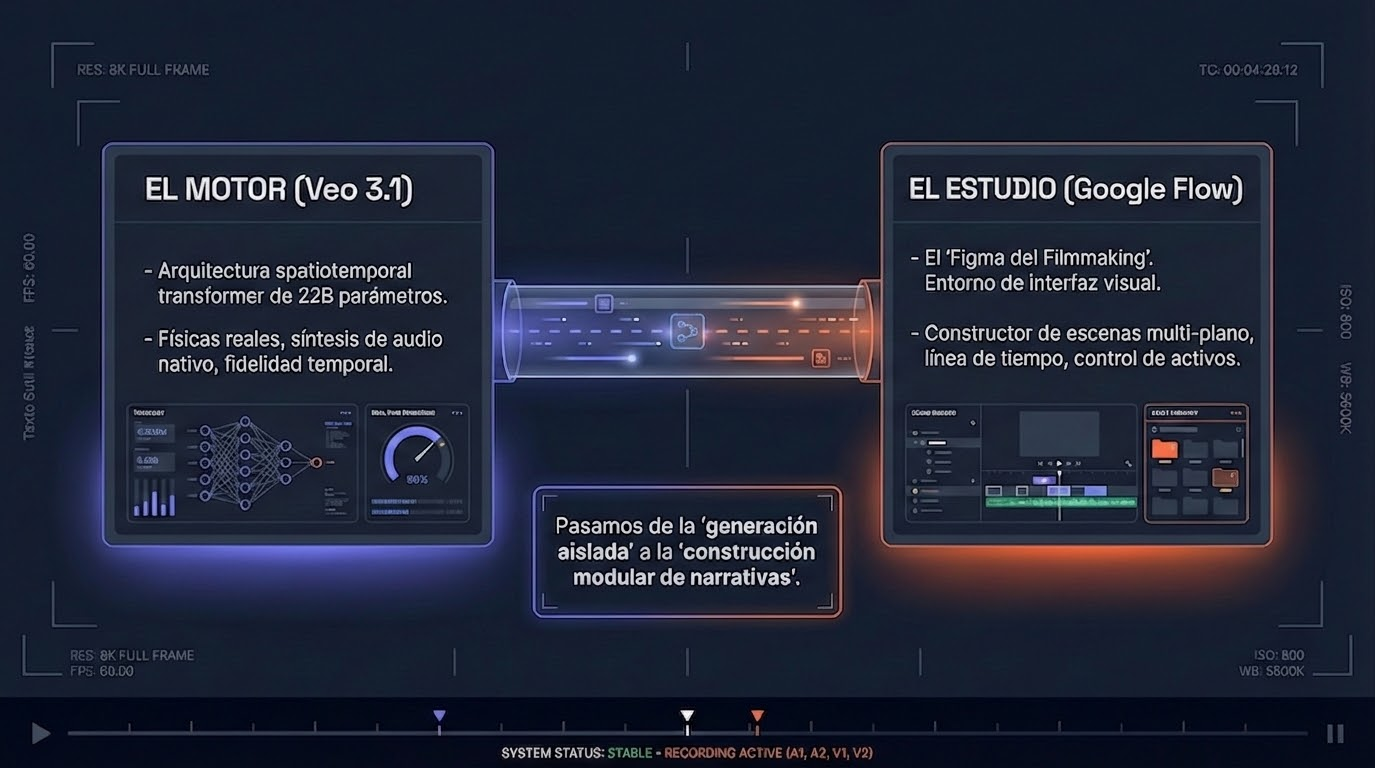 RES: 8K FULL FRAME
TC: 00:04:20:12
EL MOTOR (Veo 3.1)
- Arquitectura spatiotemporal
transformer de 22B parámetros.
- Físicas reales, síntesis de audio
nativo, fidelidad temporal.
80%
EL ESTUDIO (Google Flow)
- El 'Figma del Filmmaking'.
Entorno de interfaz visual.
- Constructor de escenas multi-plano,
línea de tiempo, control de activos.
Pasamos de la 'generación
aislada' a la 'construcción
modular de narrativas'.
FPS: 60.00
Texto Sutil
ISO: 800
WB: 5600K
RES: 8K FULL FRAME
FPS: 60.00
ISO: 800
WB: 5600K
SYSTEM STATUS: STABLE - RECORDING ACTIVE (A1, A2, V1, V2)